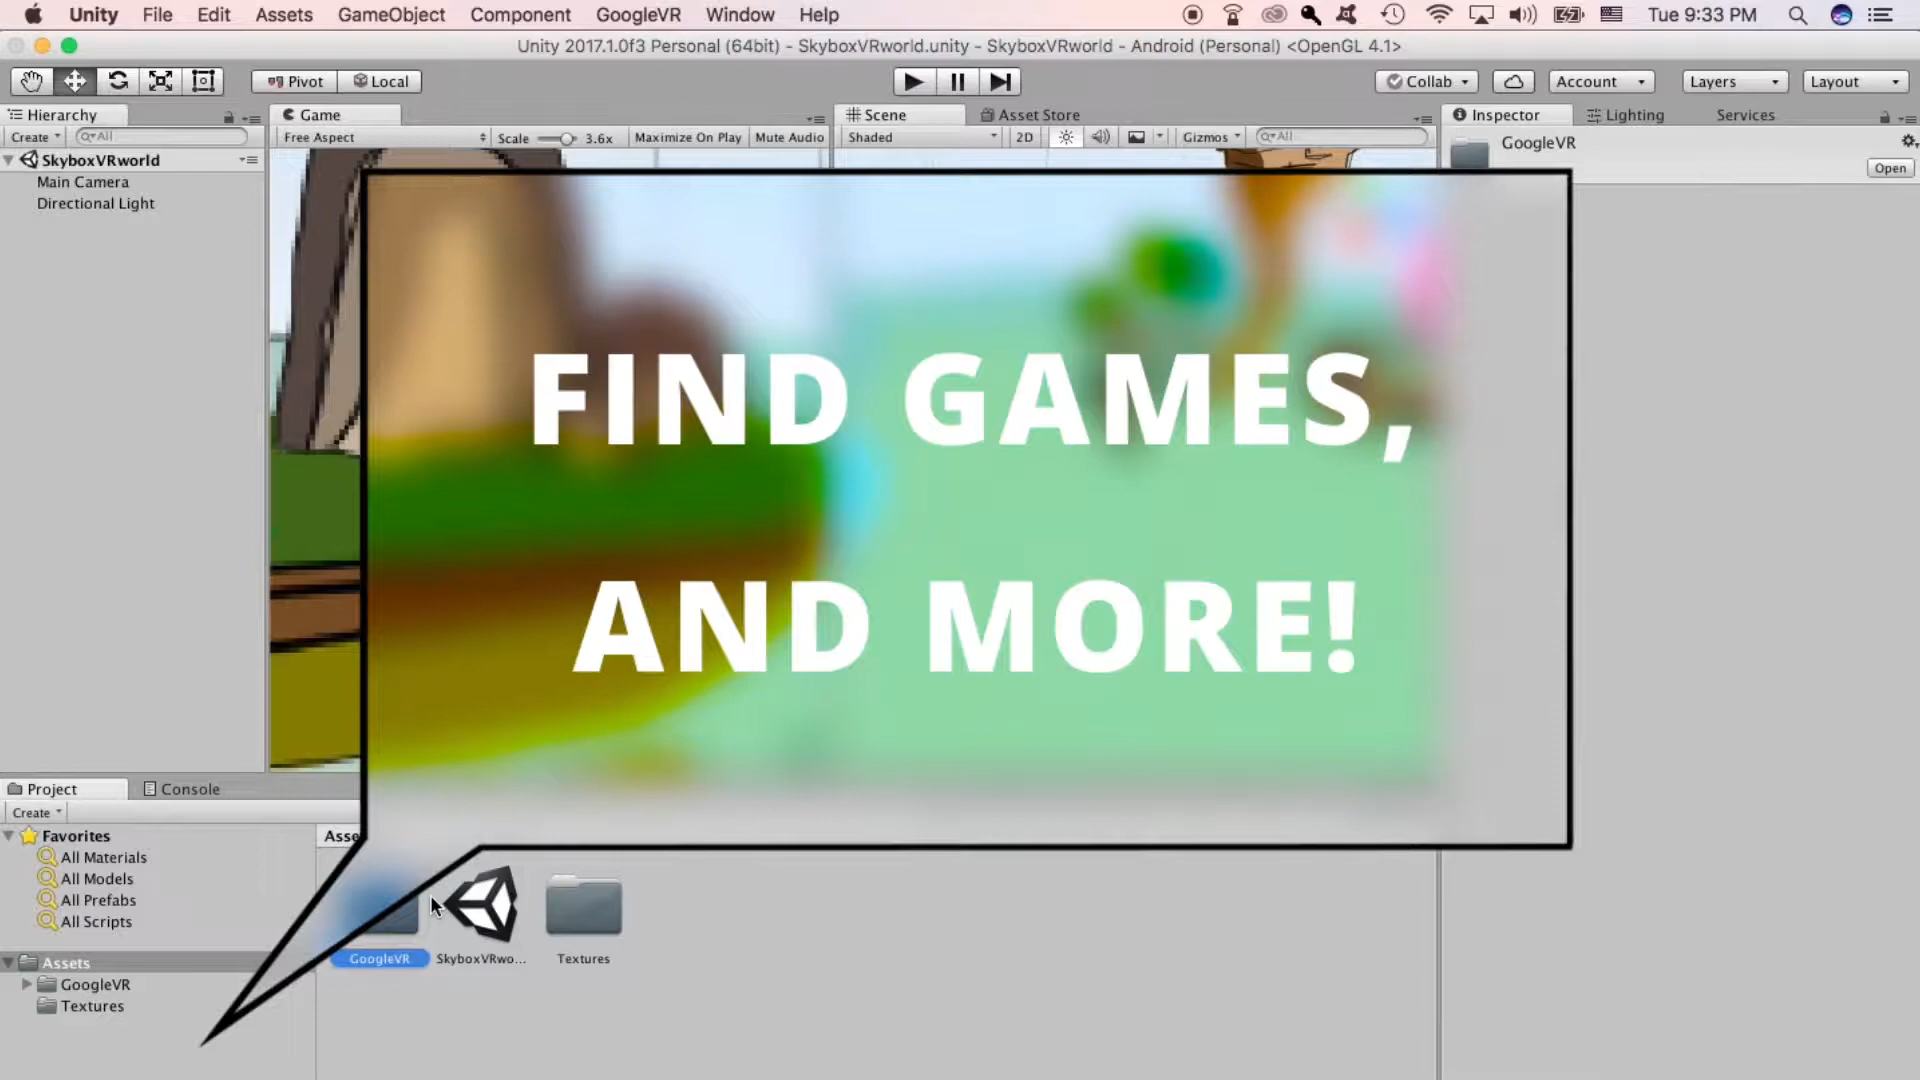 Unity File Edit Assets GameObject Component GoogleVR Window Help Tue 9:33 PM
Unity 2017.1.0f3 Personal (64bit) - SkyboxVRworld.unity - SkyboxVRworld - Android (Personal) <OpenGL 4.1>
Pivot Local Collab Account Layers Layout
Hierarchy Game Scene Asset Store Inspector Lighting Services
Create All Free Aspect Scale 3.6x Maximize On Play Mute Audio Shaded 2D Gizmos All GoogleVR
SkyboxVRworld Open
Main Camera
Directional Light
FIND GAMES,
AND MORE!
Project Console
Create
Favorites Asse
All Materials
All Models
All Prefabs
All Scripts
Assets GoogleVR SkyboxVRwo... Textures
GoogleVR
Textures